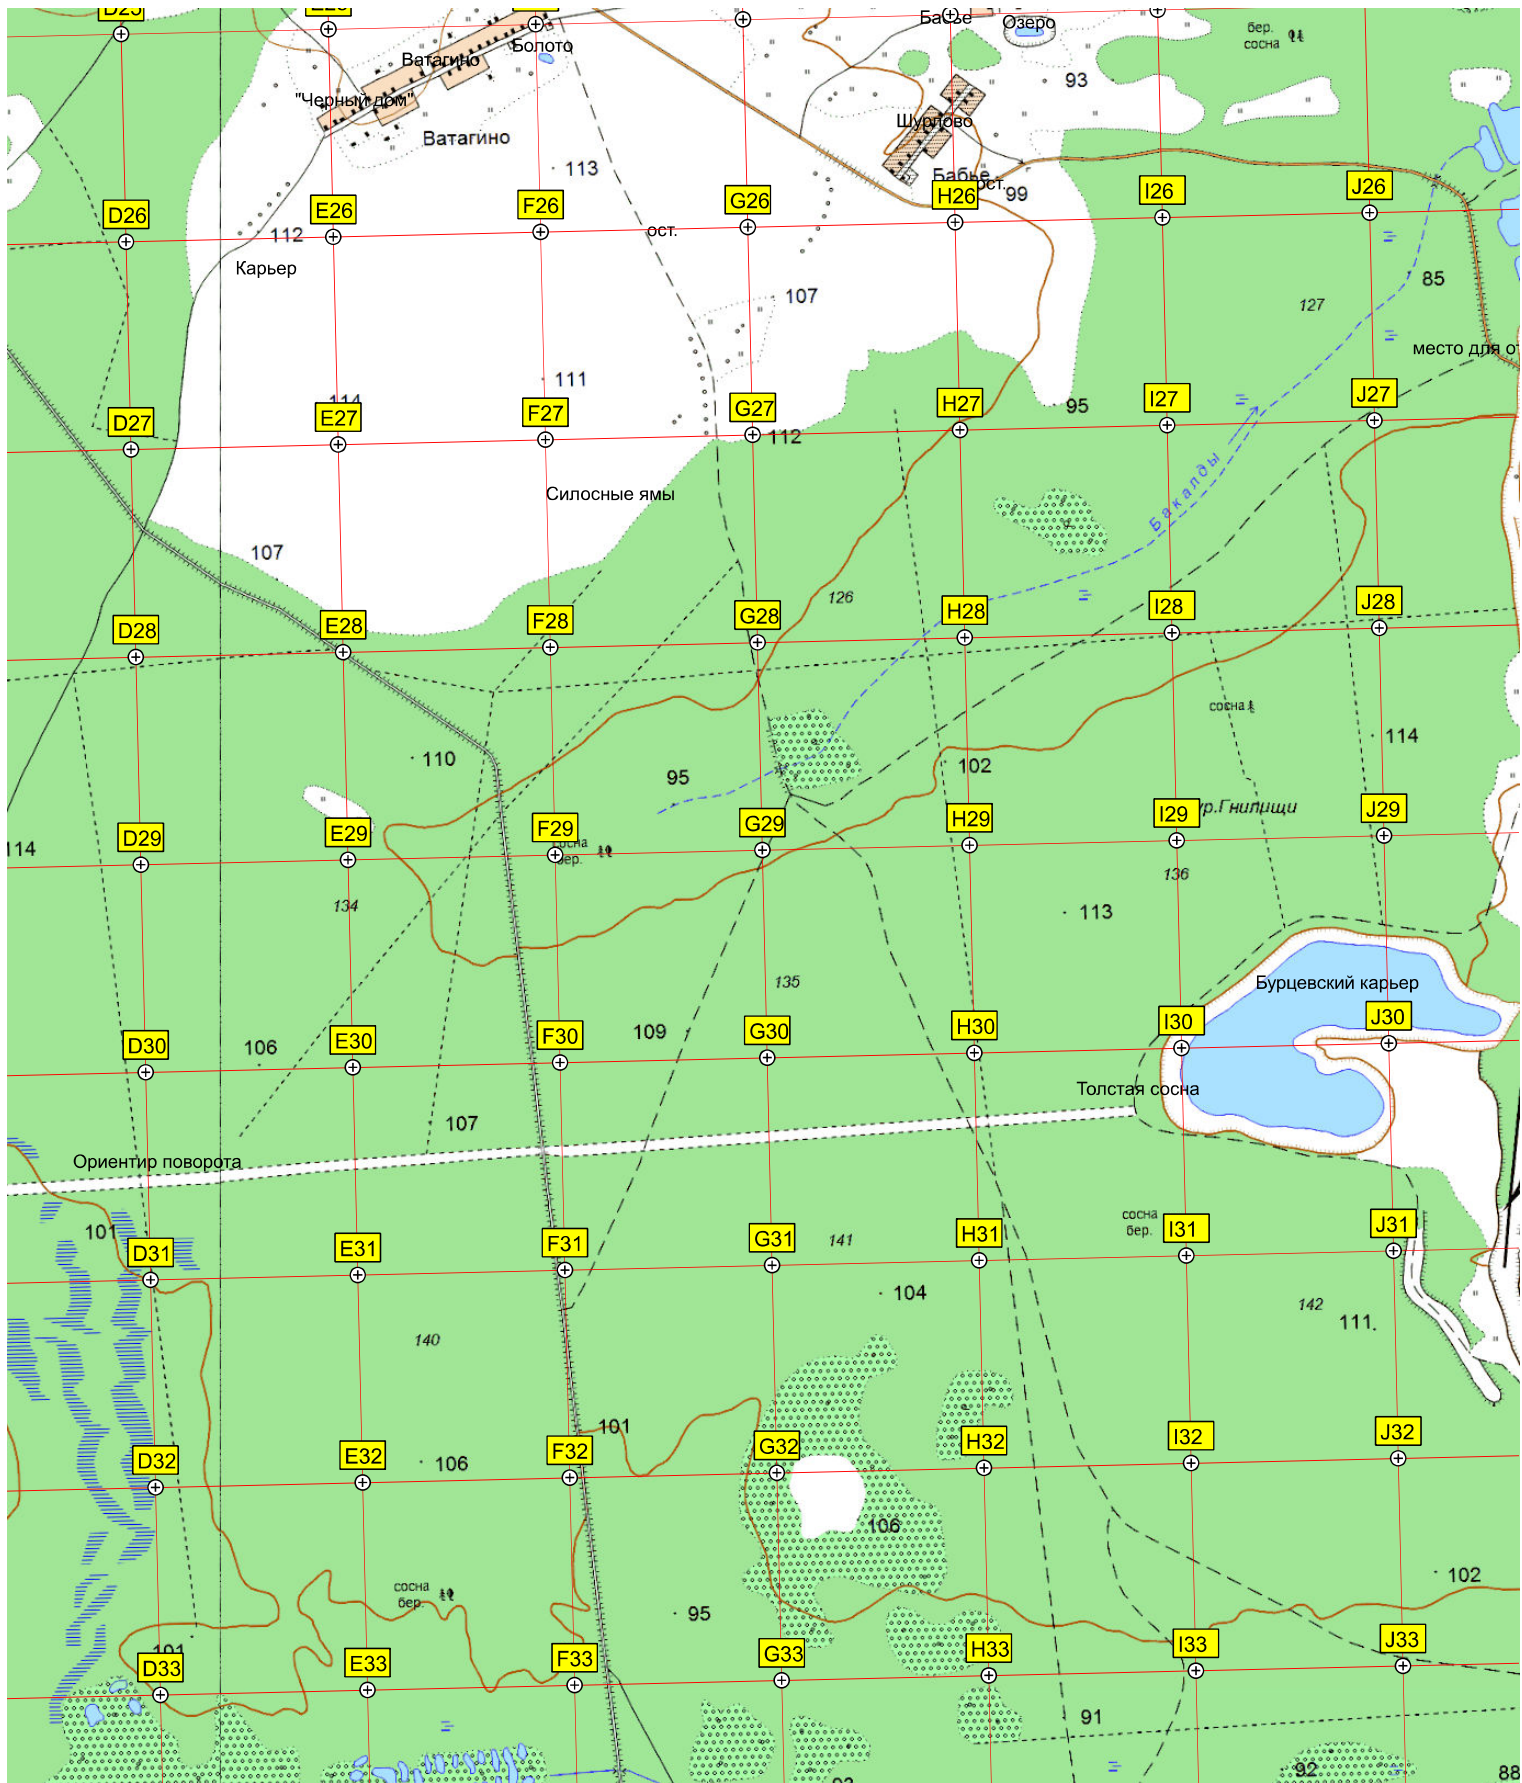 Бабье
Озеро
бер.
сосна
Болото
Ватагино
"Черный дом"
93
Шурлово
Ватагино
113
Бабье
ост.
99
D26
E26
F26
G26
H26
I26
J26
112
ост.
Карьер
85
107
127
место для от
111
114
95
D27
E27
F27
G27
H27
I27
J27
112
Бакалды
Силосные ямы
107
126
D28
E28
F28
G28
H28
I28
J28
сосна
114
110
95
102
ур.Гнилищи
D29
E29
F29
G29
H29
I29
J29
114
сосна
бер.
134
136
113
135
Бурцевский карьер
D30
E30
F30
G30
H30
I30
J30
106
109
Толстая сосна
107
Ориентир поворота
101
сосна
бер.
D31
E31
F31
G31
H31
I31
J31
141
104
142
111
140
101
D32
E32
F32
G32
H32
I32
J32
106
106
сосна
бер.
102
95
101
D33
E33
F33
G33
H33
I33
J33
91
92
88